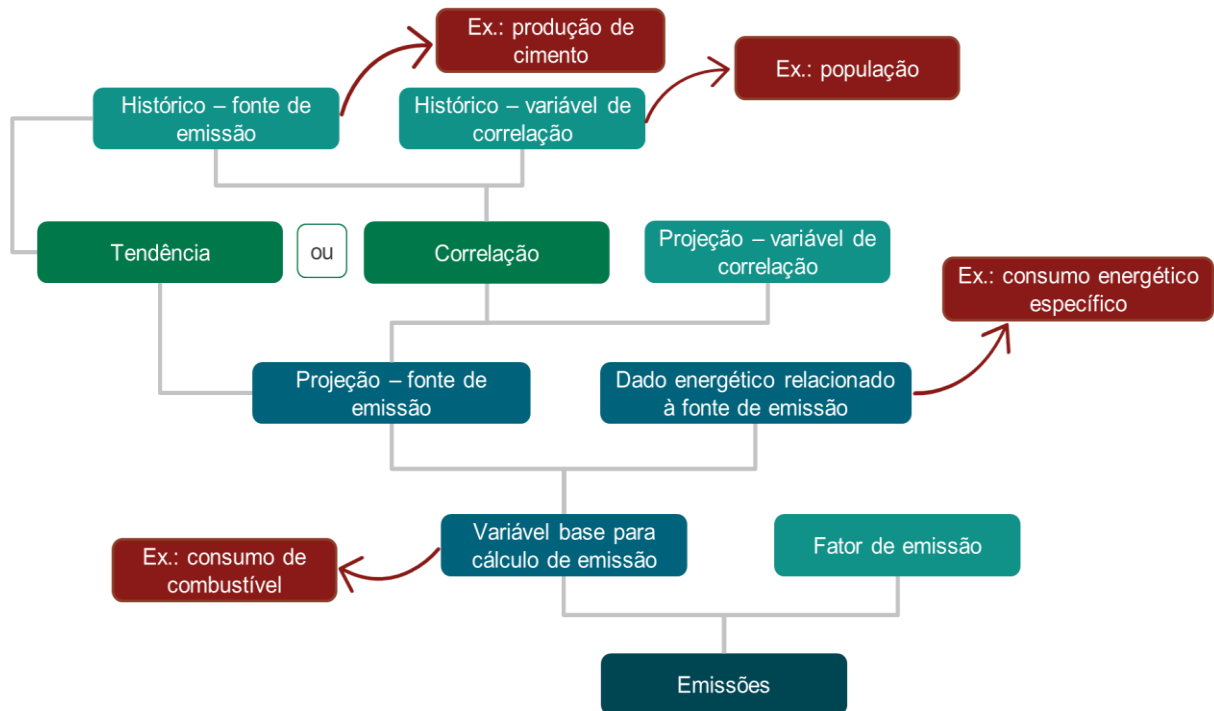 Ex.: produção de
cimento
Ex.: população
Histórico – fonte de
emissão
Histórico – variável de
correlação
Tendência
ou
Correlação
Projeção – variável de
correlação
Ex.: consumo energético
específico
Projeção – fonte de
emissão
Dado energético relacionado
à fonte de emissão
Variável base para
cálculo de emissão
Fator de emissão
Ex.: consumo de
combustível
Emissões